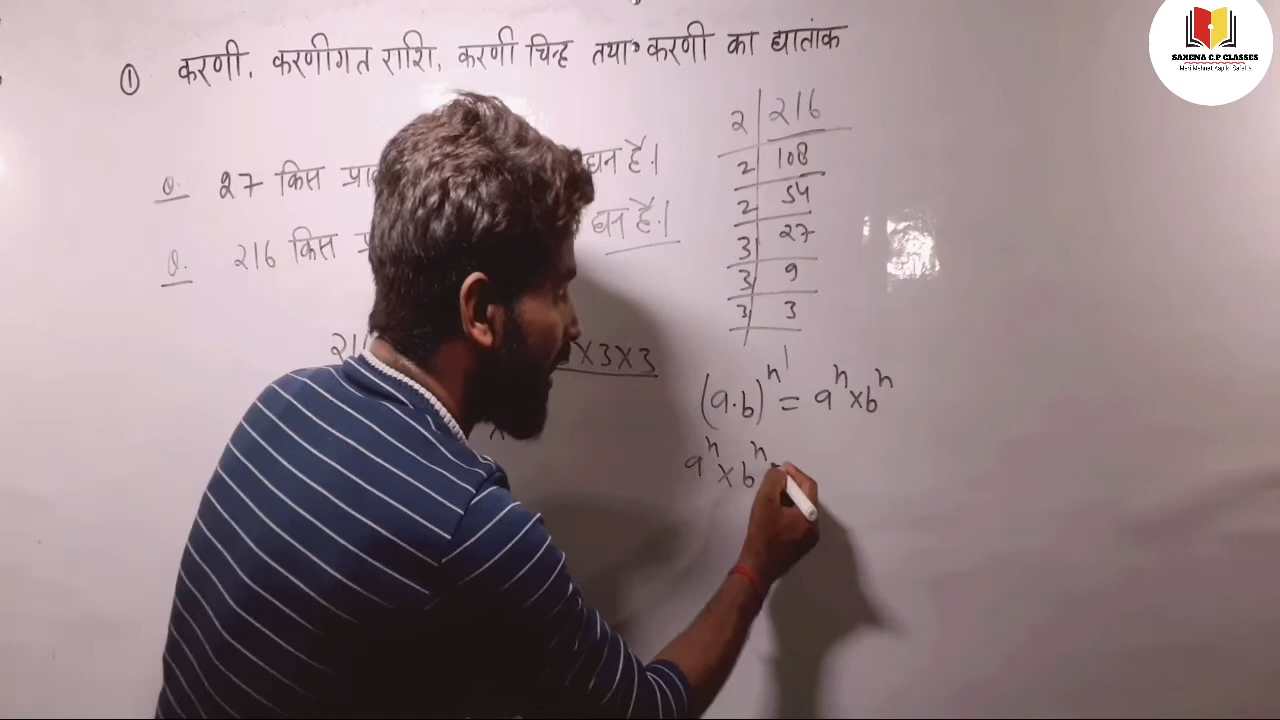 ① करणी, करणीगत राशि, करणी चिन्ह तथा करणी का घातांक
Q. 27 किस घन है।
Q. 216 किस घन है।
2 | 216
2 | 108
2 | 54
3 | 27
3 | 9
3 | 3
1
X3X3
(a·b)ⁿ = aⁿ×bⁿ
aⁿ×bⁿ
SAXENA C.P CLASSES